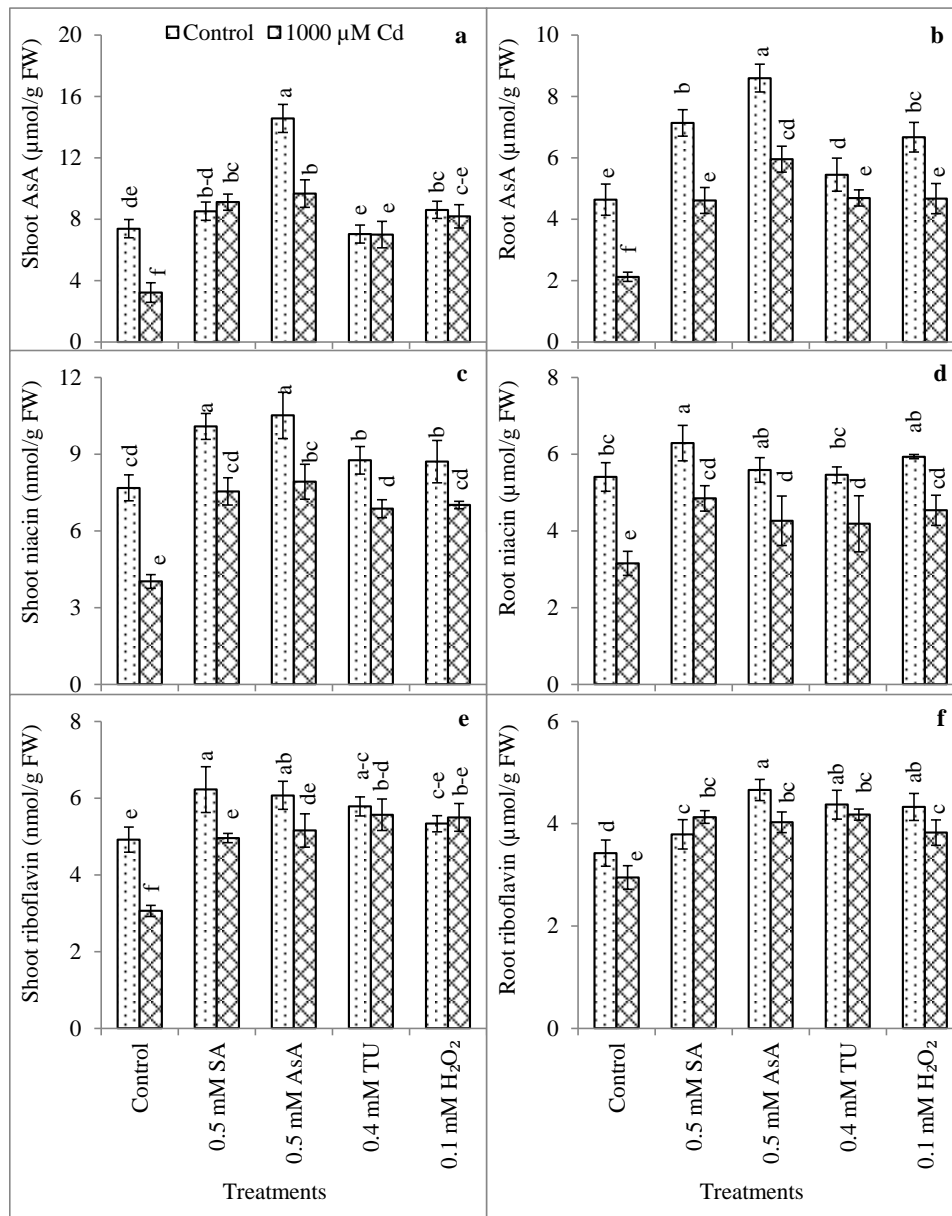 Control 1000 µM Cd
a
Shoot AsA (µmol/g FW)
20
16
12
8
4
0
de
f
b-d
bc
a
b
e
e
bc
c-e
b
Root AsA (µmol/g FW)
10
8
6
4
2
0
e
f
b
e
a
cd
d
e
bc
e
c
Shoot niacin (nmol/g FW)
12
9
6
3
0
cd
e
a
cd
a
bc
b
d
b
cd
d
Root niacin (µmol/g FW)
8
6
4
2
0
bc
e
a
cd
ab
d
bc
d
ab
cd
e
Shoot riboflavin (nmol/g FW)
8
6
4
2
0
e
f
a
e
ab
de
a-c
b-d
c-e
b-e
f
Root riboflavin (µmol/g FW)
6
4
2
0
d
e
c
bc
a
bc
ab
bc
ab
c
Control
0.5 mM SA
0.5 mM AsA
0.4 mM TU
0.1 mM H₂O₂
Treatments
Control
0.5 mM SA
0.5 mM AsA
0.4 mM TU
0.1 mM H₂O₂
Treatments